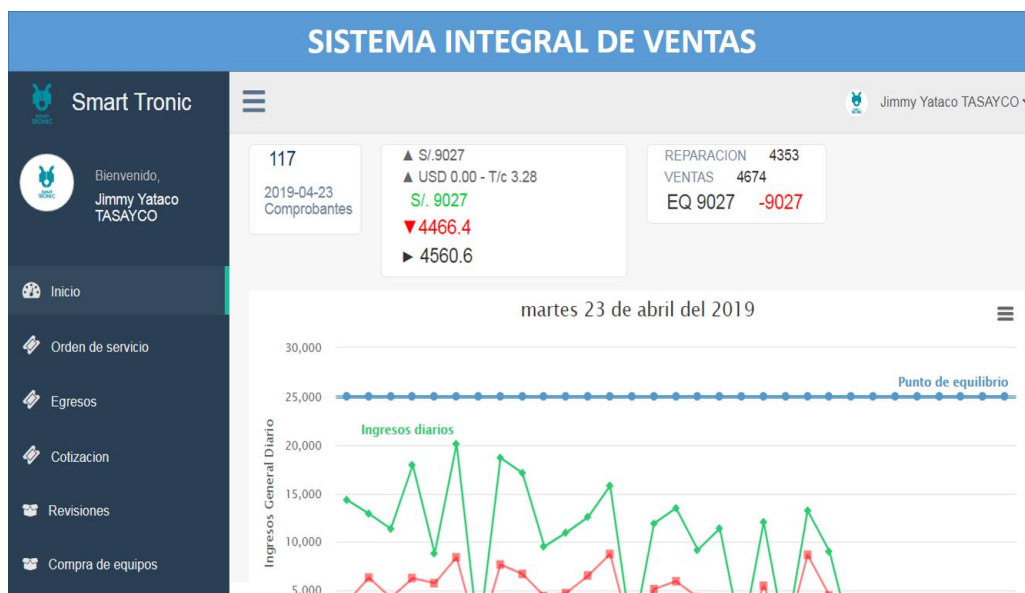 SISTEMA INTEGRAL DE VENTAS
Smart Tronic
Jimmy Yataco TASAYCO
Bienvenido,
Jimmy Yataco
TASAYCO
117
2019-04-23
Comprobantes
▲ S/.9027
▲ USD 0.00 - T/c 3.28
S/. 9027
▼4466.4
► 4560.6
REPARACION 4353
VENTAS 4674
EQ 9027 -9027
Inicio
Orden de servicio
Egresos
Cotizacion
Revisiones
Compra de equipos
martes 23 de abril del 2019
Ingresos General Diario
30,000
25,000
20,000
15,000
10,000
5,000
Punto de equilibrio
Ingresos diarios